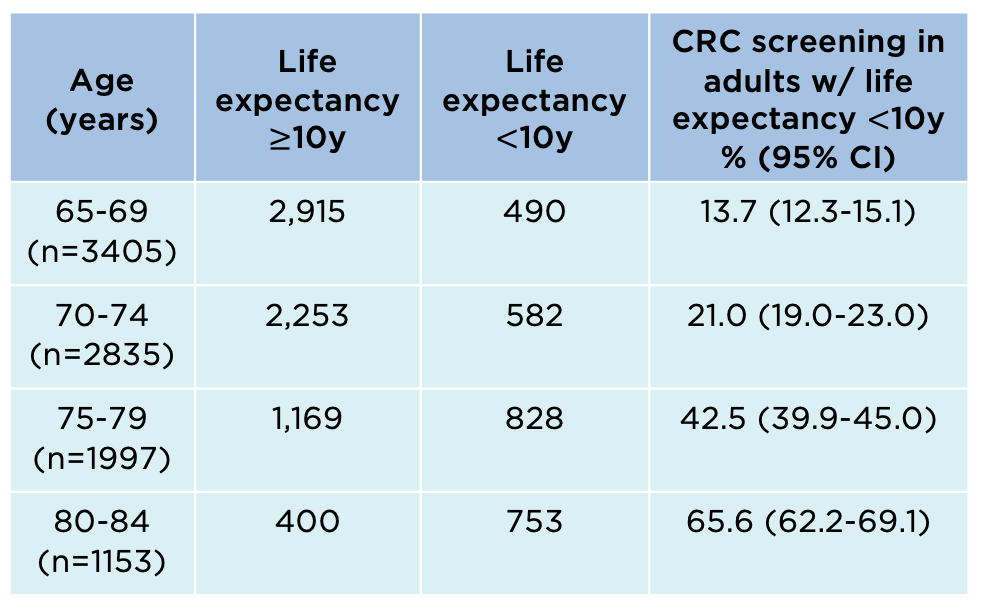 Age
(years)
Life
expectancy
≥10y
Life
expectancy
<10y
CRC screening in
adults w/ life
expectancy <10y
% (95% CI)
65-69
(n=3405)
2,915
490
13.7 (12.3-15.1)
70-74
(n=2835)
2,253
582
21.0 (19.0-23.0)
75-79
(n=1997)
1,169
828
42.5 (39.9-45.0)
80-84
(n=1153)
400
753
65.6 (62.2-69.1)